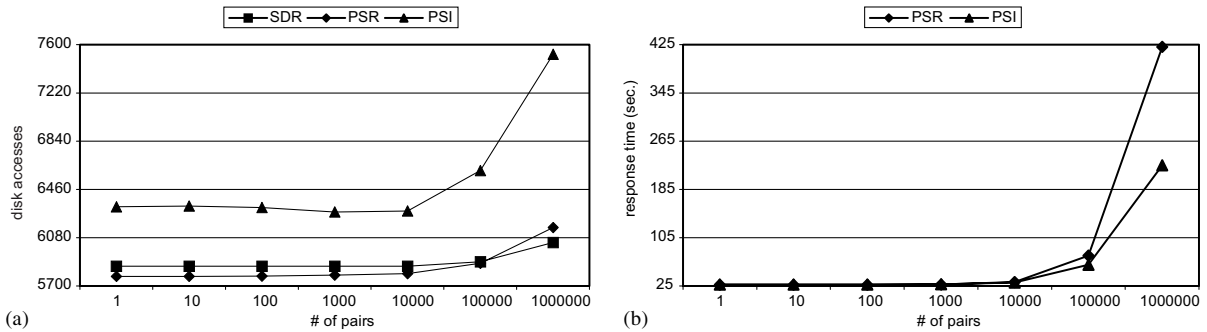 SDR PSR PSI
7600
7220
6840
6460
6080
5700
disk accesses
1 10 100 1000 10000 100000 1000000
# of pairs
(a)
PSR PSI
425
345
265
185
105
25
response time (sec.)
1 10 100 1000 10000 100000 1000000
# of pairs
(b)